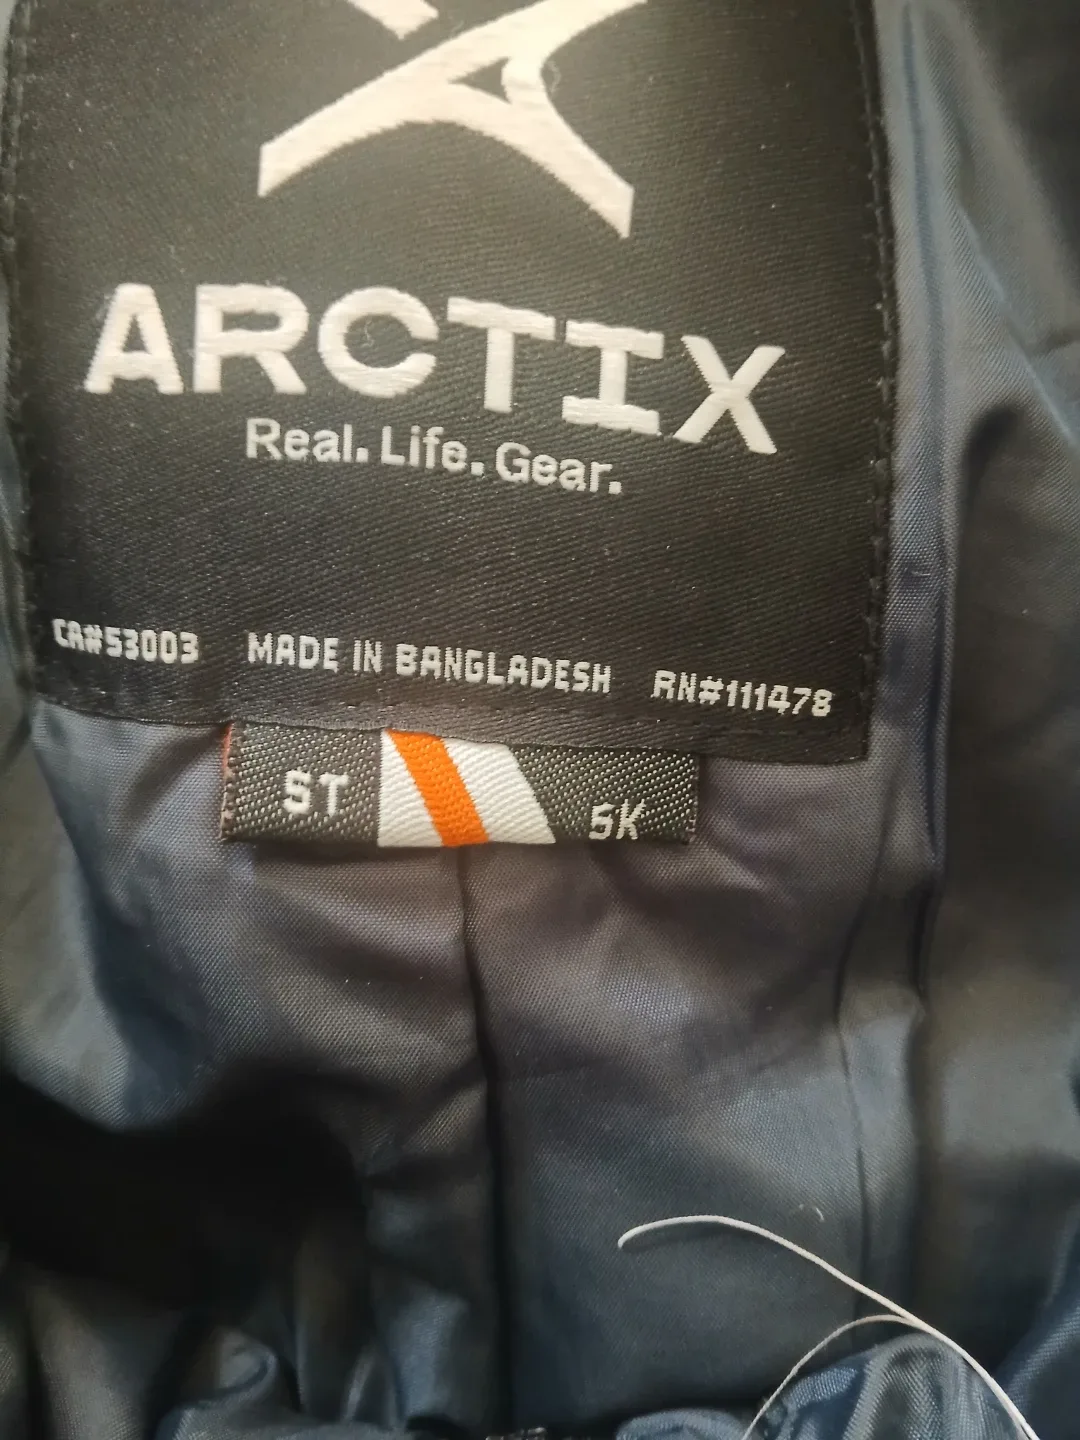 ARCTIX
Real. Life. Gear.
CA#53003 MADE IN BANGLADESH RN#111478
5T 5K